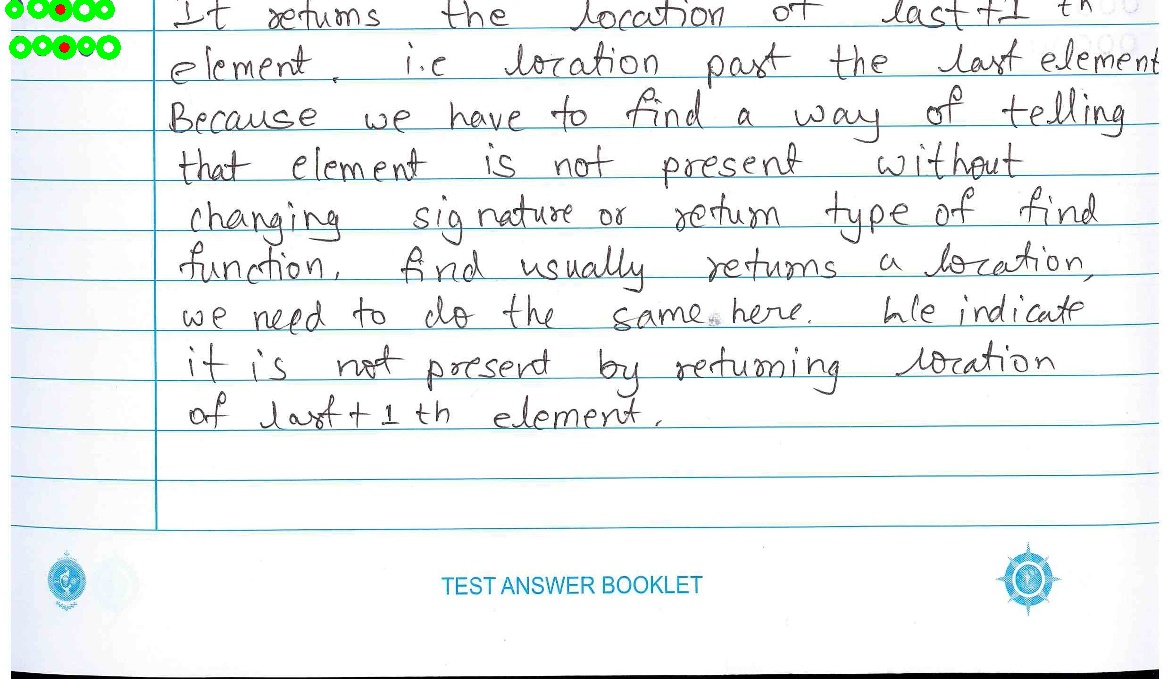 It returns the location of last+1 th
element. i.e location past the last element
Because we have to find a way of telling
that element is not present without
changing signature or return type of find
function, find usually returns a location,
we need to do the same here. We indicate
it is not present by returning location
of last+1 th element.
TEST ANSWER BOOKLET